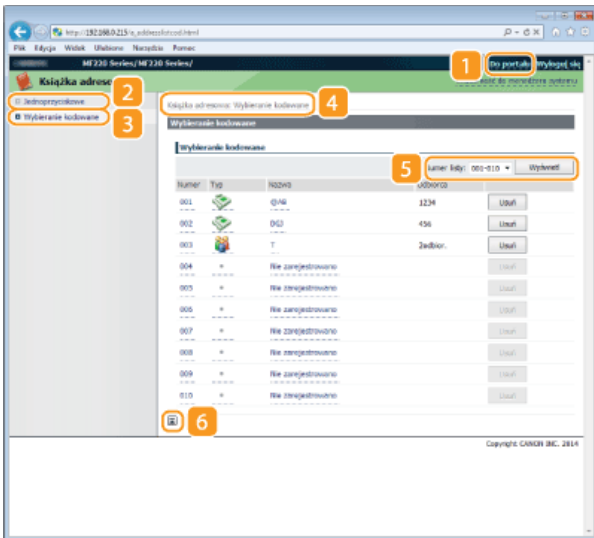 http://192.168.0.215/a_addresslistcod.html
Plik Edycja Widok Ulubione Narzędzia Pomoc
MF220 Series/MF220 Series/
1
Do portalu Wyloguj się
Książka adresowa
menedżera systemu
Jednoprzyciskowe
2
Wybieranie kodowane
3
Książka adresowa: Wybieranie kodowane
4
Wybieranie kodowane
Wybieranie kodowane
5
numer listy: 001-010 Wyświetl
Numer Typ Nazwa Odbiorca
001 @AB 1234 Usuń
002 456 Usuń
003 T 2odbior. Usuń
004 Nie zarejestrowano Usuń
005 Nie zarejestrowano Usuń
006 Nie zarejestrowano Usuń
007 Nie zarejestrowano Usuń
008 Nie zarejestrowano Usuń
009 Nie zarejestrowano Usuń
010 Nie zarejestrowano Usuń
6
Copyright CANON INC. 2014